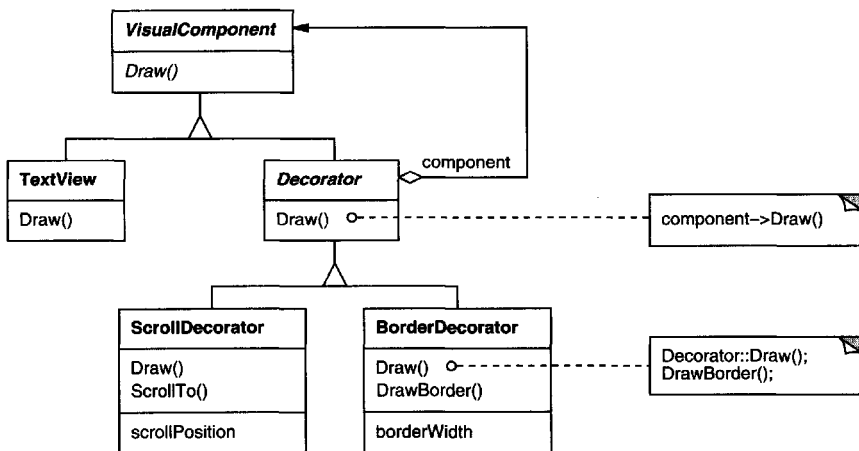 VisualComponent
Draw()
component
TextView
Draw()
Decorator
Draw()
component–>Draw()
ScrollDecorator
Draw()
ScrollTo()
scrollPosition
BorderDecorator
Draw()
DrawBorder()
borderWidth
Decorator::Draw();
DrawBorder();